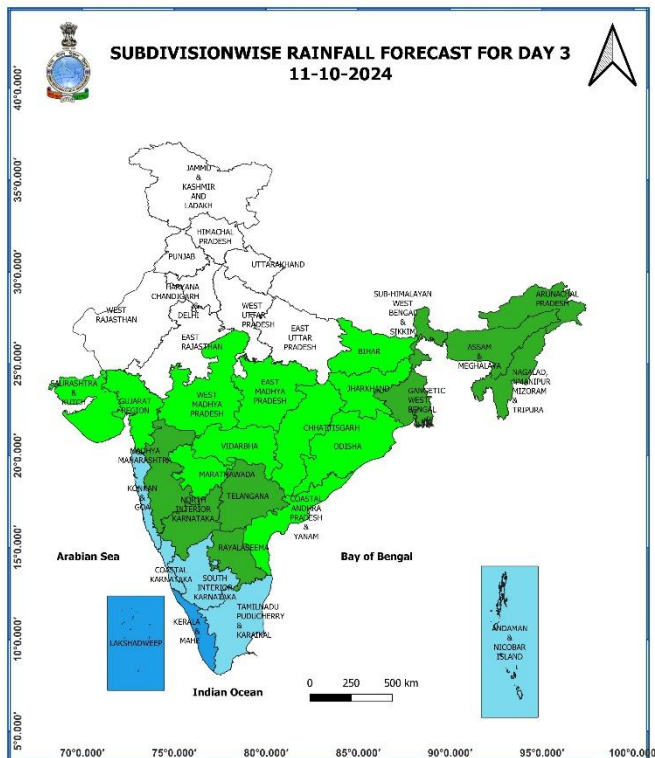 SUBDIVISIONWISE RAINFALL FORECAST FOR DAY 3
11-10-2024
40°0.000'
35°0.000'
30°0.000'
25°0.000'
20°0.000'
15°0.000'
10°0.000'
5°0.000'
JAMMU
&
KASHMIR
AND
LADAKH
HIMACHAL
PRADESH
PUNJAB
UTTARAKHAND
HARYANA
CHANDIGARH
&
DELHI
WEST
RAJASTHAN
WEST
UTTAR
PRADESH
EAST
UTTAR
PRADESH
EAST
RAJASTHAN
SUB-HIMALAYAN
WEST
BENGAL
&
SIKKIM
ARUNACHAL
PRADESH
ASSAM
&
MEGHALAYA
NAGALAD,
MANIPUR
MIZORAM
&
TRIPURA
BIHAR
SAURASHTRA
&
KUTCH
GUJARAT
REGION
WEST
MADHYA
PRADESH
EAST
MADHYA
PRADESH
JHARKHAND
GANGETIC
WEST
BENGAL
CHHATTISGARH
ODISHA
VIDARBHA
MADHYA
MAHARASHTRA
MARATHAWADA
KONKAN
&
GOA
NORTH
INTERIOR
KARNATAKA
TELANGANA
COASTAL
ANDHRA
PRADESH
&
YANAM
RAYALASEEMA
Arabian Sea
Bay of Bengal
COASTAL
KARNATAKA
SOUTH
INTERIOR
KARNATAKA
TAMILNADU
PUDUCHERRY
&
KARAIKAL
KERALA
&
MAHE
LAKSHADWEEP
ANDAMAN
&
NICOBAR
ISLAND
Indian Ocean
0 250 500 km
70°0.000' 75°0.000' 80°0.000' 85°0.000' 90°0.000' 95°0.000' 100°0.000'